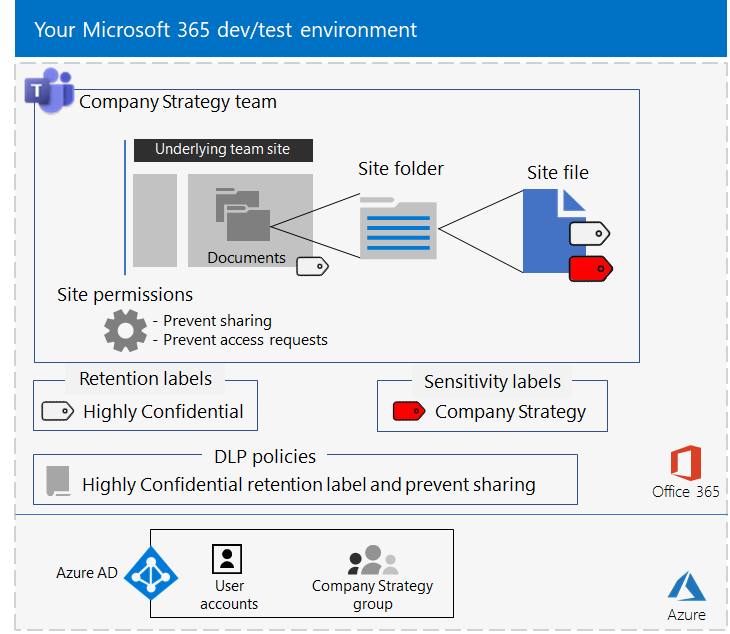 Your Microsoft 365 dev/test environment
T
Company Strategy team
Underlying team site
Site folder
Site file
Documents
Site permissions
- Prevent sharing
- Prevent access requests
Retention labels
Highly Confidential
Sensitivity labels
Company Strategy
DLP policies
Highly Confidential retention label and prevent sharing
Office 365
Azure AD
User
accounts
Company Strategy
group
Azure